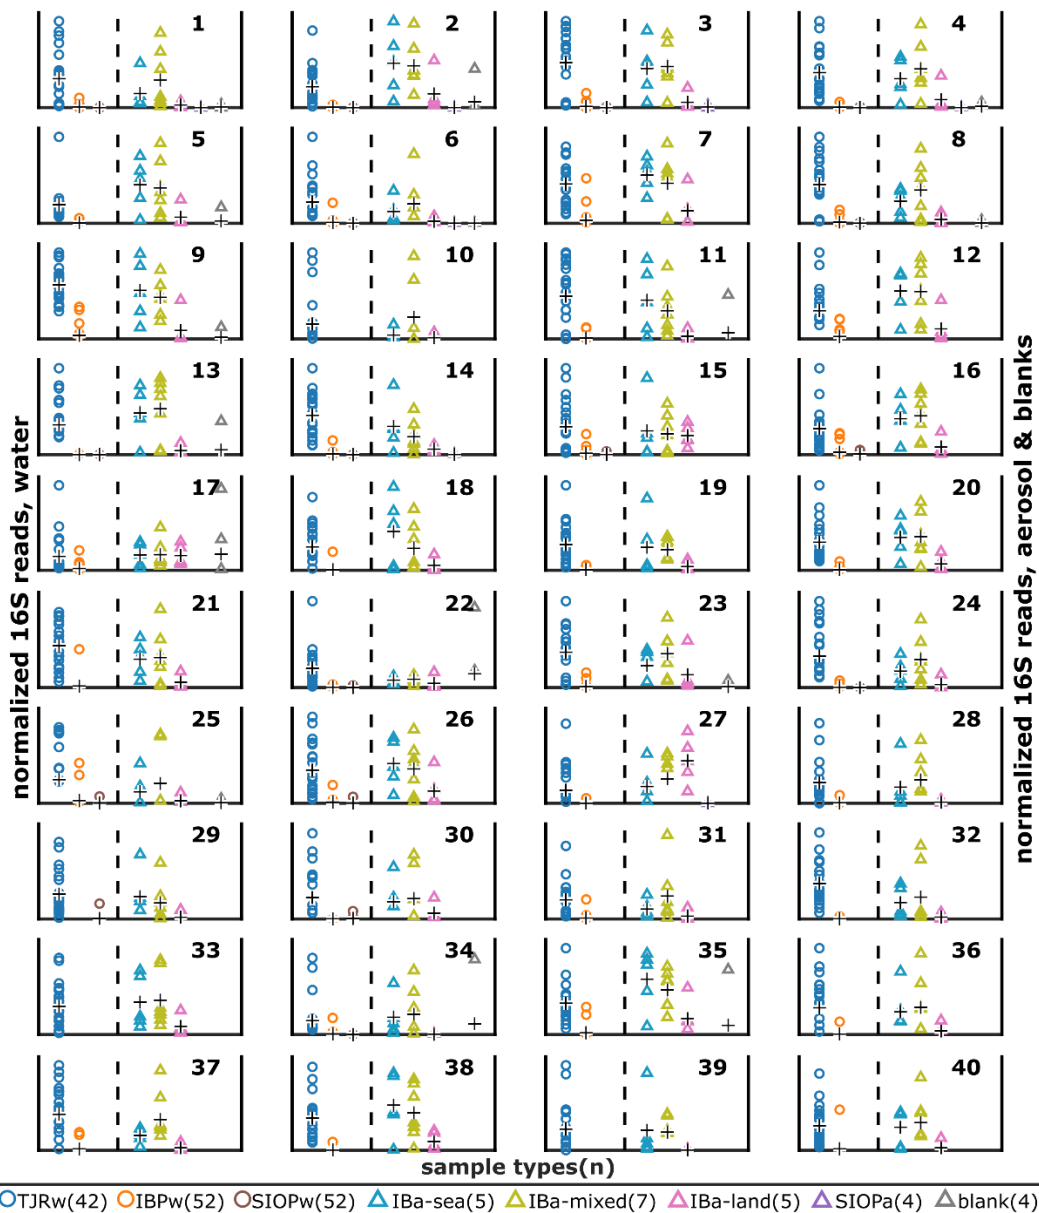 1 2 3 4
5 6 7 8
9 10 11 12
13 14 15 16
17 18 19 20
21 22 23 24
25 26 27 28
29 30 31 32
33 34 35 36
37 38 39 40
normalized 16S reads, water
normalized 16S reads, aerosol & blanks
sample types(n)
TJRw(42) IBPw(52) SIOPw(52) IBa-sea(5) IBa-mixed(7) IBa-land(5) SIOPa(4) blank(4)